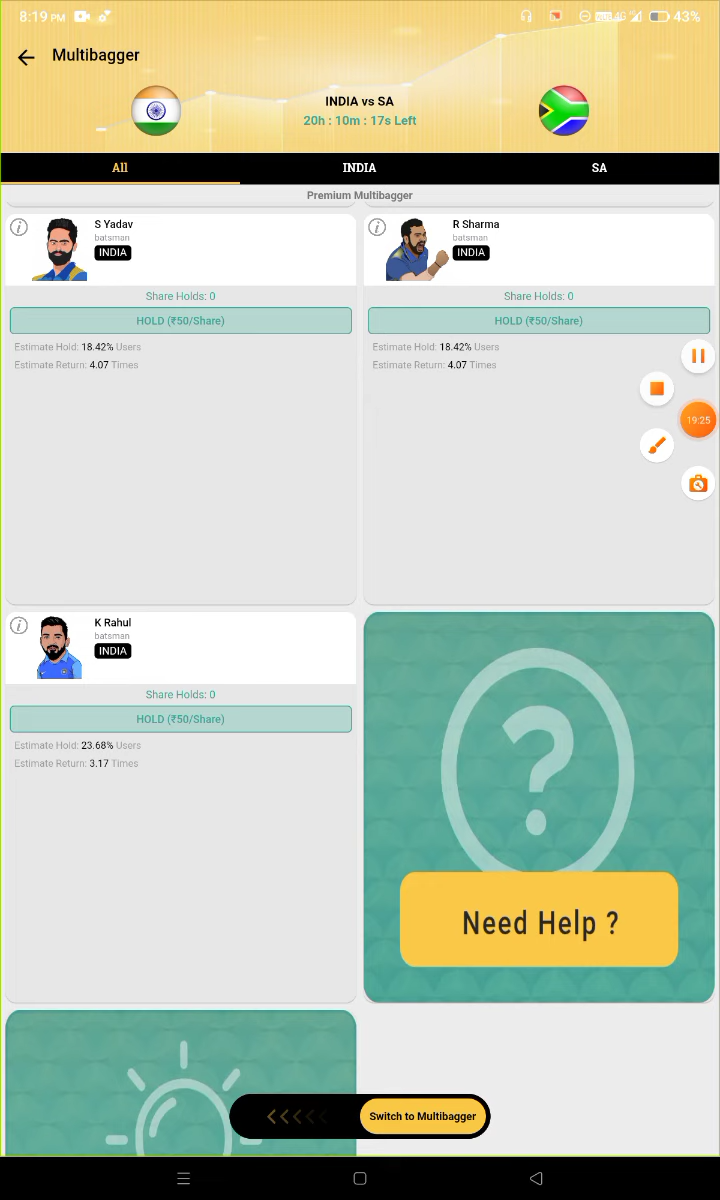 8:19 PM
4G 43%
Multibagger
INDIA vs SA
20h : 10m : 17s Left
All
INDIA
SA
Premium Multibagger
S Yadav
batsman
INDIA
Share Holds: 0
HOLD (₹50/Share)
Estimate Hold: 18.42% Users
Estimate Return: 4.07 Times
R Sharma
batsman
INDIA
Share Holds: 0
HOLD (₹50/Share)
Estimate Hold: 18.42% Users
Estimate Return: 4.07 Times
19:25
K Rahul
batsman
INDIA
Share Holds: 0
HOLD (₹50/Share)
Estimate Hold: 23.68% Users
Estimate Return: 3.17 Times
?
Need Help ?
Switch to Multibagger